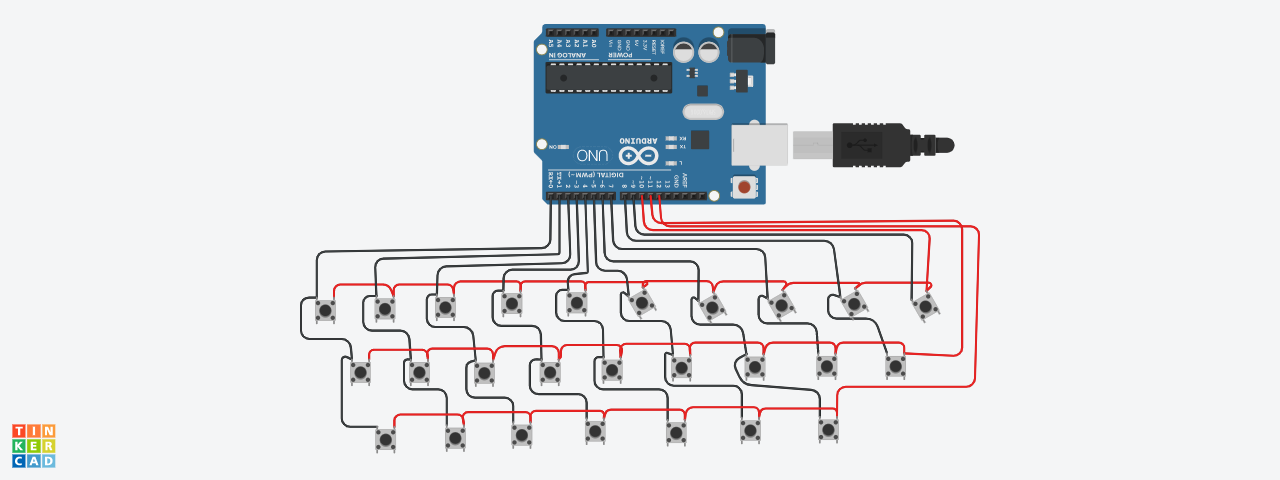 A5 A4 A3 A2 A1 A0
Vin GND GND 5V 3.3V RESET IOREF
ANALOG IN
POWER
ON
UNO
ARDUINO
RX
TX
L
DIGITAL (PWM~)
RX←0 TX→1 2 ~3 4 ~5 ~6 7 8 ~9 ~10 ~11 12 13 GND AREF
TIN
KER
CAD